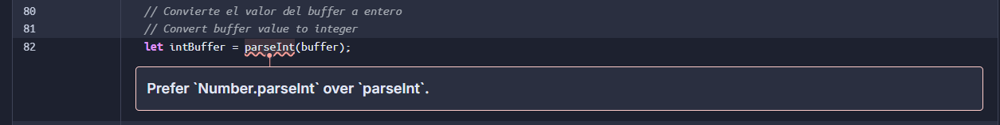 80 // Convierte el valor del buffer a entero
81 // Convert buffer value to integer
82 let intBuffer = parseInt(buffer);
Prefer `Number.parseInt` over `parseInt`.